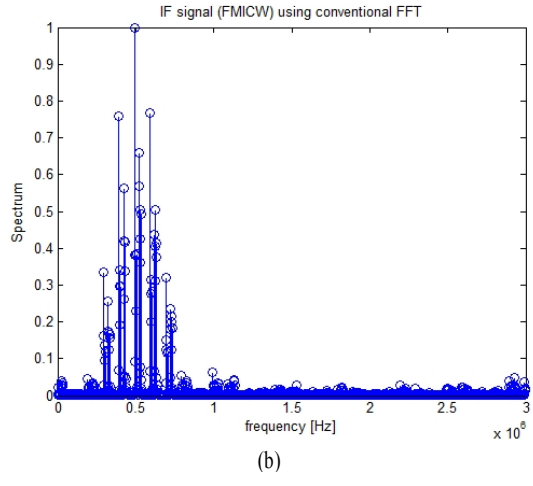 IF signal (FMICW) using conventional FFT
1
0.9
0.8
0.7
0.6
0.5
0.4
0.3
0.2
0.1
0
Spectrum
0 0.5 1 1.5 2 2.5 3
frequency [Hz]
x 10^6
(b)